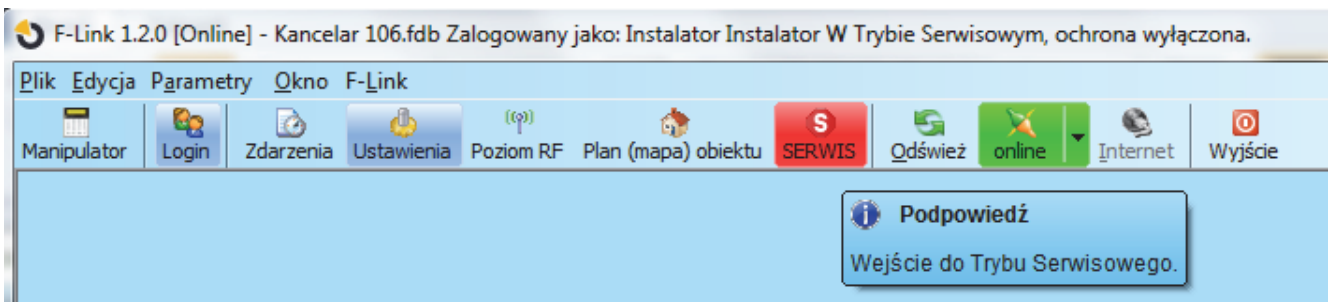 F-Link 1.2.0 [Online] - Kancelar 106.fdb Zalogowany jako: Instalator Instalator W Trybie Serwisowym, ochrona wyłączona.
Plik Edycja Parametry Okno F-Link
Manipulator Login Zdarzenia Ustawienia Poziom RF Plan (mapa) obiektu SERWIS Odśwież online Internet Wyjście
Podpowiedź
Wejście do Trybu Serwisowego.